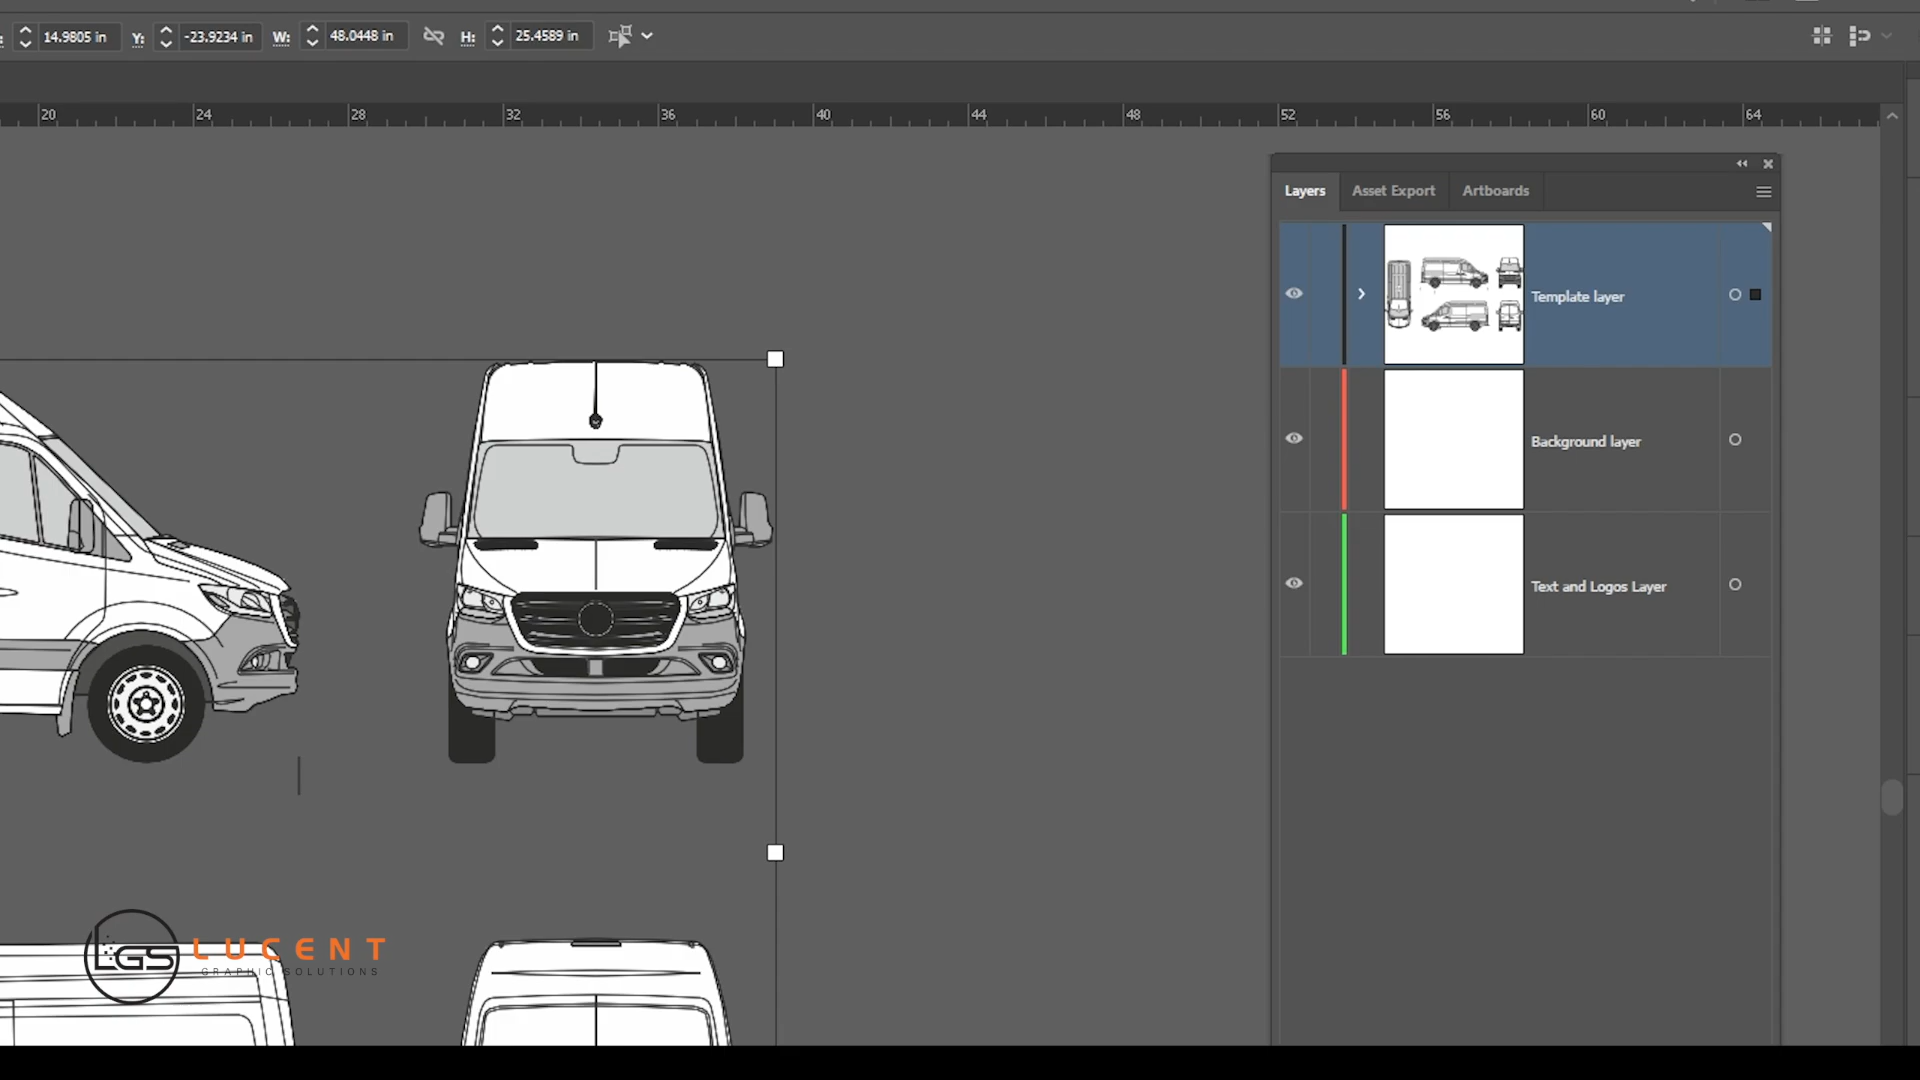 14.9805 in Y: -23.9234 in W: 48.0448 in H: 25.4589 in
20 24 28 32 36 40 44 48 52 56 60 64
Layers Asset Export Artboards
Template layer
Background layer
Text and Logos Layer
LGS LUCENT
GRAPHIC SOLUTIONS